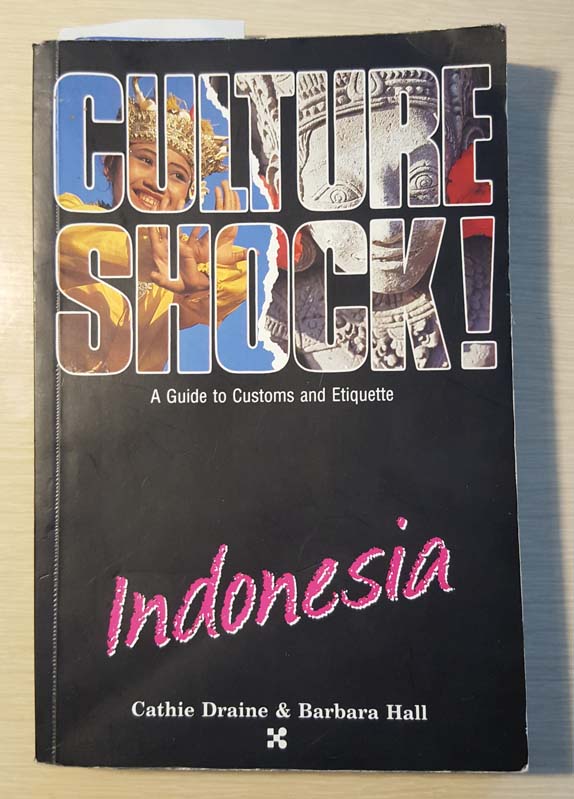 CULTURE
SHOCK!
A Guide to Customs and Etiquette
Indonesia
Cathie Draine & Barbara Hall